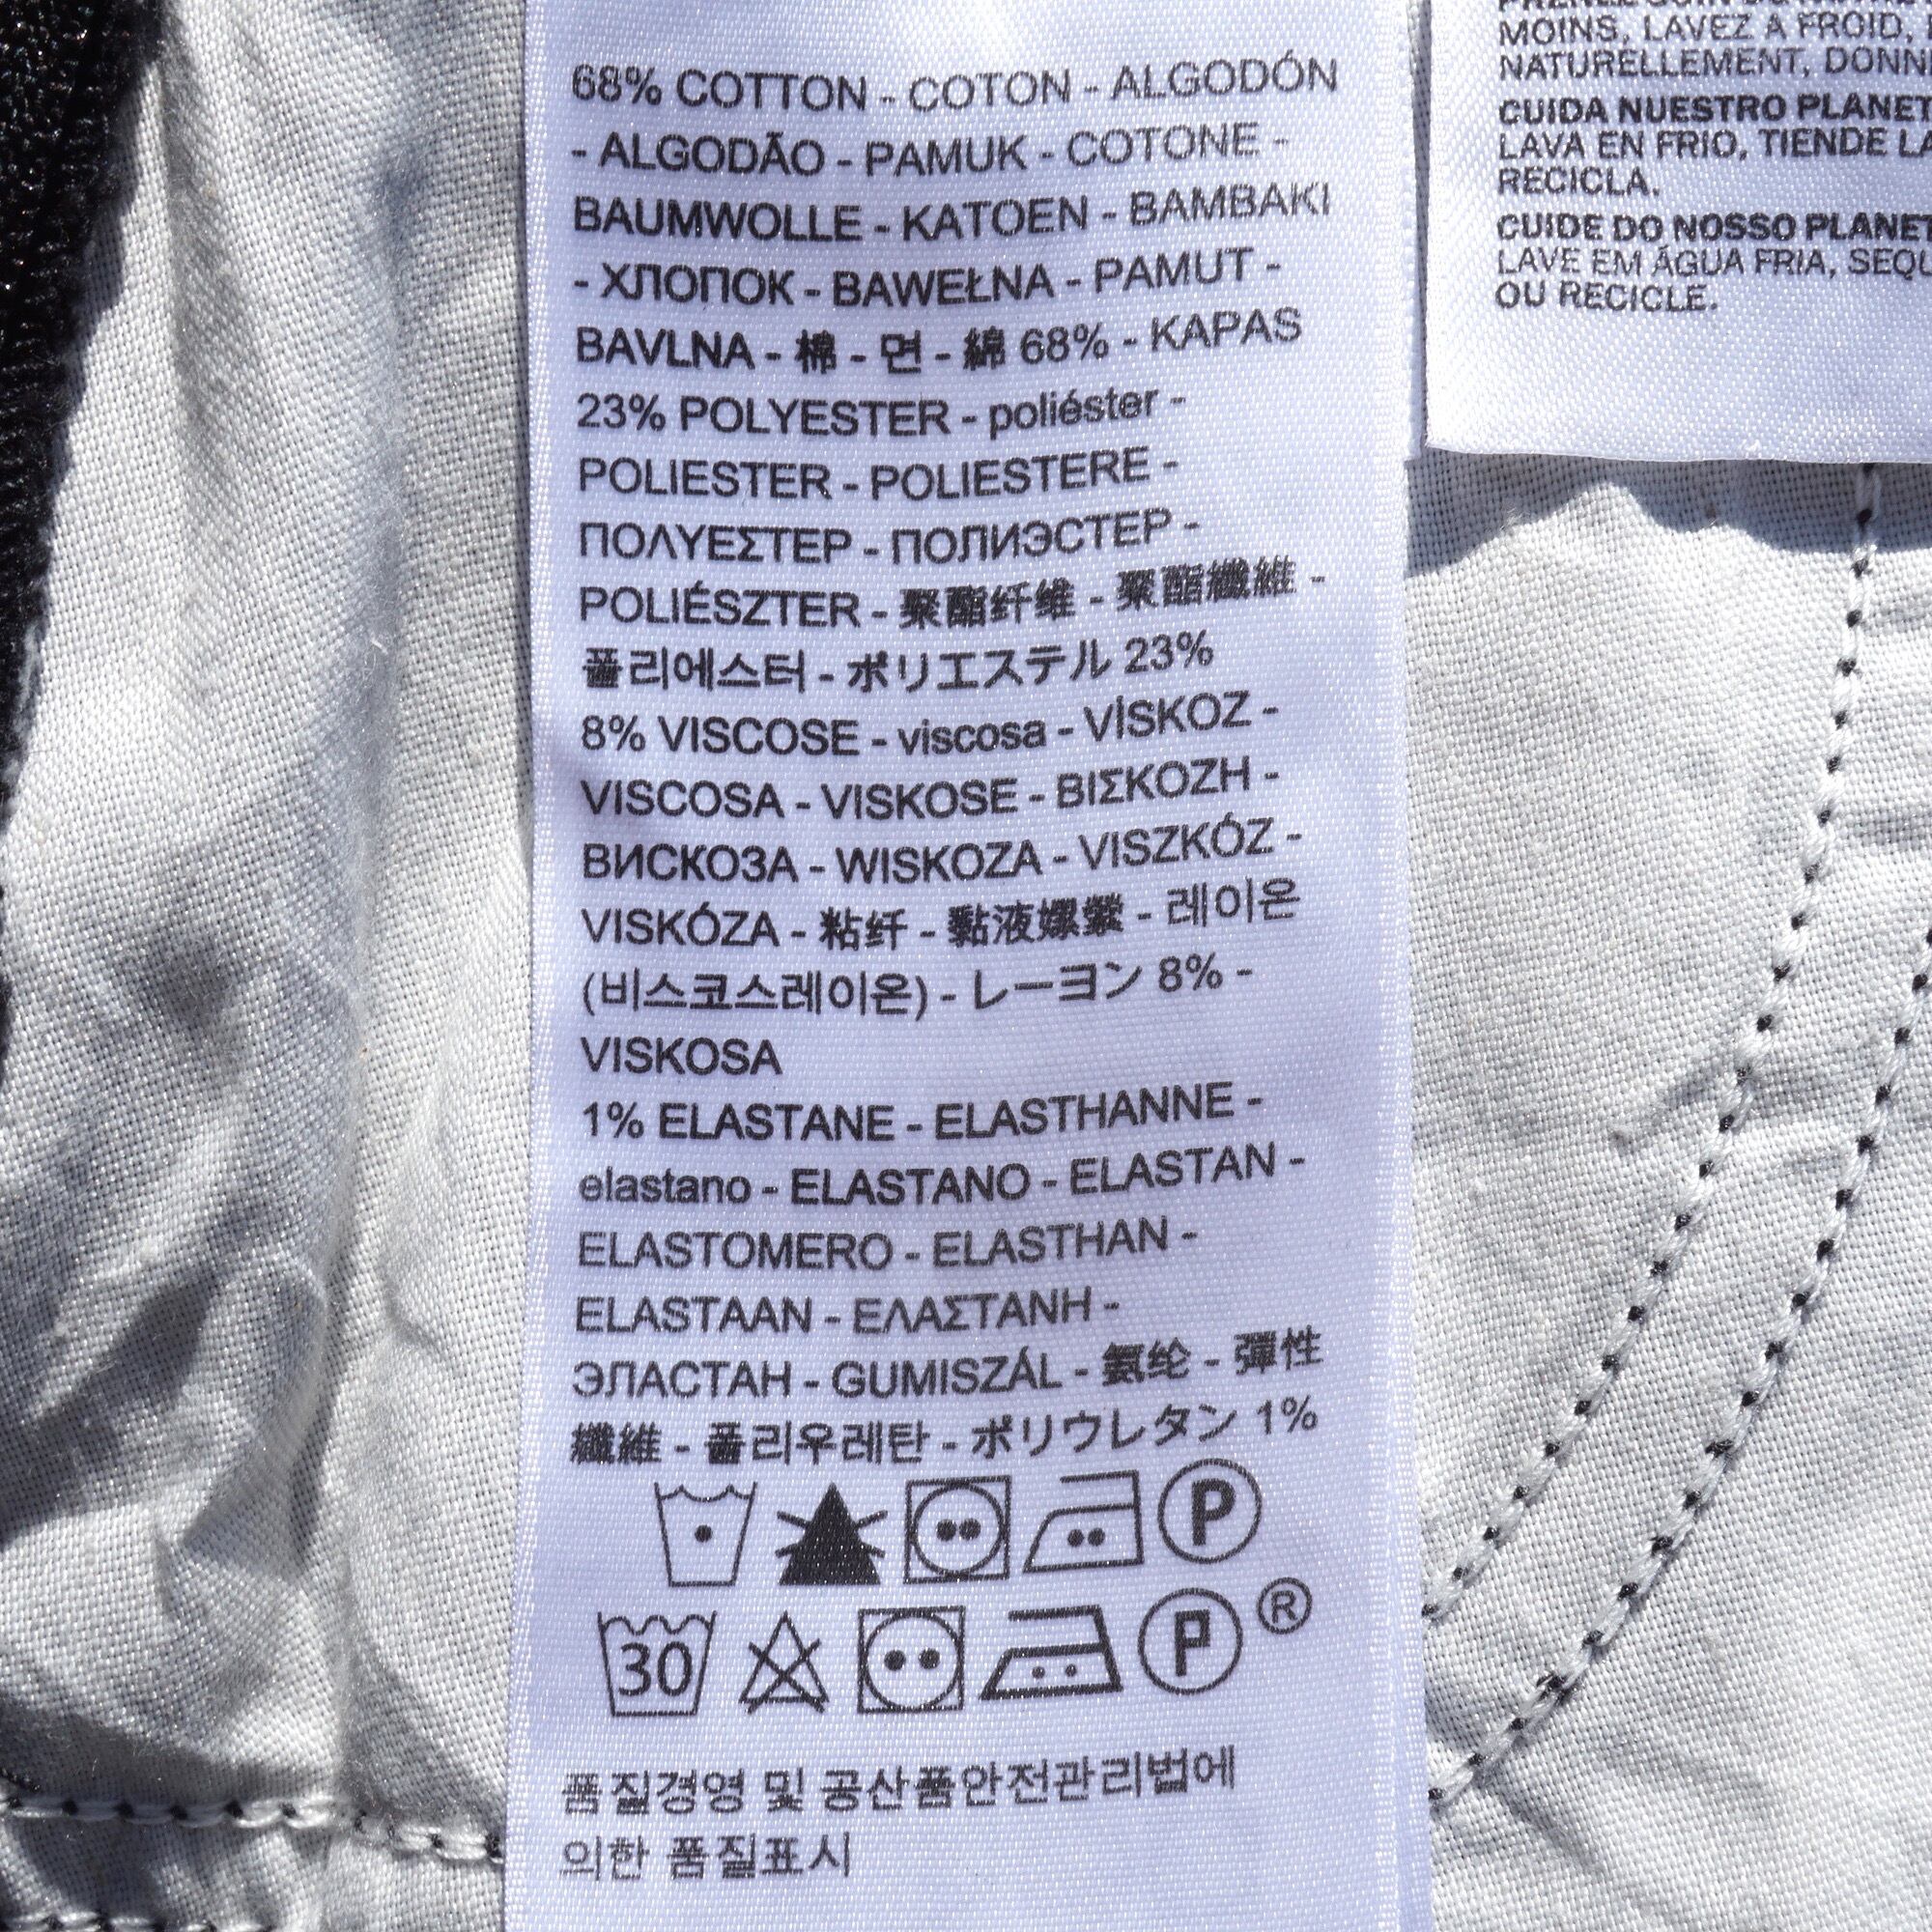 68% COTTON - COTON - ALGODÓN
- ALGODÃO - PAMUK - COTONE -
BAUMWOLLE - KATOEN - BAMBAKI
- ХЛОПОК - BAWEŁNA - PAMUT -
BAVLNA - 棉 - 면 - 綿 68% - KAPAS
23% POLYESTER - poliéster -
POLIESTER - POLIESTERE -
ΠΟΛΥΕΣΤΕΡ - ПОЛИЭСТЕР -
POLIÉSZTER - 聚酯纤维 - 聚酯纖維 -
폴리에스터 - ポリエステル 23%
8% VISCOSE - viscosa - VİSKOZ -
VISCOSA - VISKOSE - ΒΙΣΚΟΖΗ -
ВИСКОЗА - WISKOZA - VISZKÓZ -
VISKÓZA - 粘纤 - 黏液嫘縈 - 레이온
(비스코스레이온) - レーヨン 8% -
VISKOSA
1% ELASTANE - ELASTHANNE -
elastano - ELASTANO - ELASTAN -
ELASTOMERO - ELASTHAN -
ELASTAAN - ΕΛΑΣΤΑΝΗ -
ЭЛАСТАН - GUMISZÁL - 氨纶 - 彈性
纖維 - 폴리우레탄 - ポリウレタン 1%
P
30 P ®
품질경영 및 공산품안전관리법에
의한 품질표시
MOINS, LAVEZ A FROID,
NATURELLEMENT,
CUIDA NUESTRO
LAVA EN FRIO, TIENDE
RECICLA.
CUIDE DO NOSSO
LAVE EM ÁGUA FRIA,
OU RECICLE.